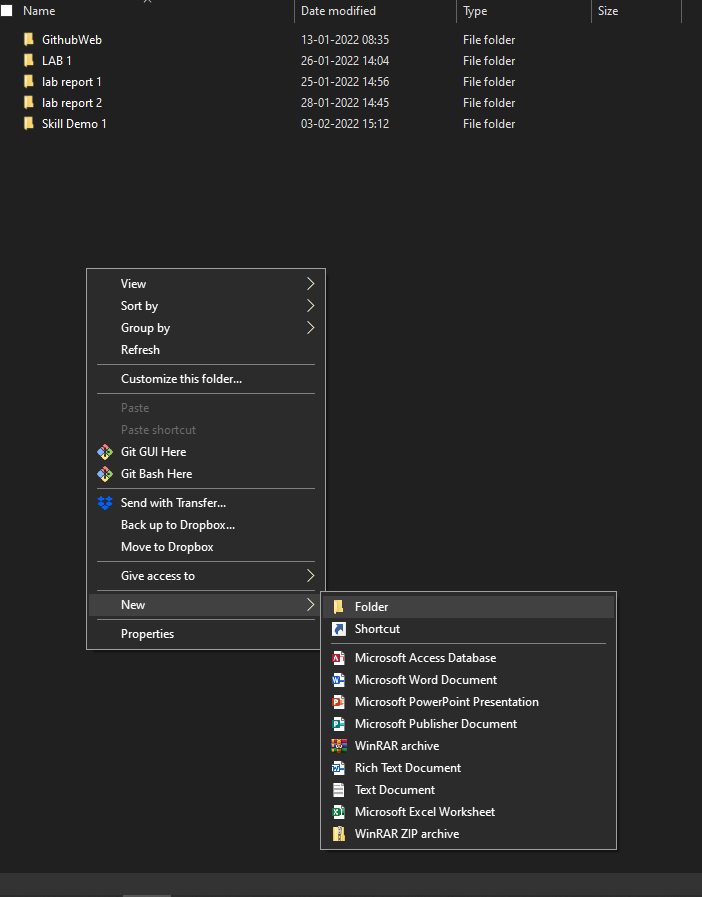 Name Date modified Type Size
GithubWeb 13-01-2022 08:35 File folder
LAB 1 26-01-2022 14:04 File folder
lab report 1 25-01-2022 14:56 File folder
lab report 2 28-01-2022 14:45 File folder
Skill Demo 1 03-02-2022 15:12 File folder
View
Sort by
Group by
Refresh
Customize this folder...
Paste
Paste shortcut
Git GUI Here
Git Bash Here
Send with Transfer...
Back up to Dropbox...
Move to Dropbox
Give access to
New
Properties
Folder
Shortcut
Microsoft Access Database
Microsoft Word Document
Microsoft PowerPoint Presentation
Microsoft Publisher Document
WinRAR archive
Rich Text Document
Text Document
Microsoft Excel Worksheet
WinRAR ZIP archive